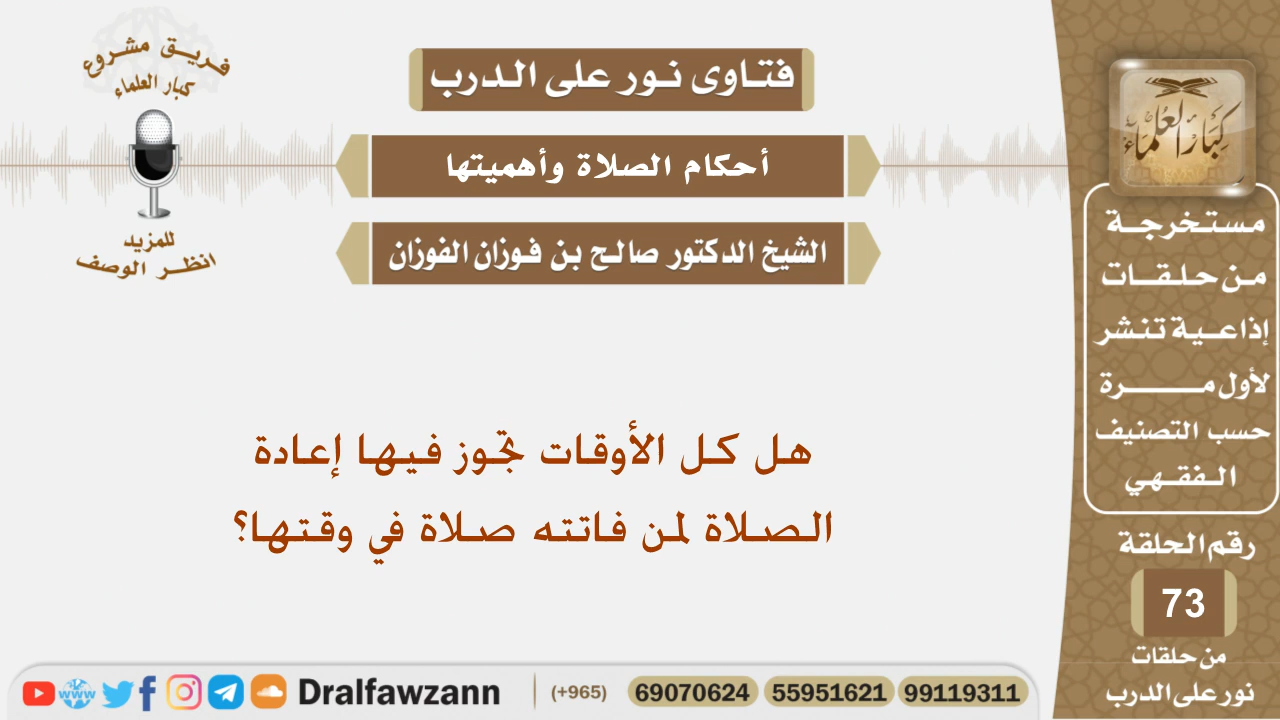 فريق مشروع
كبار العلماء
للمزيد
انظر الوصف
فتاوى نور على الدرب
أحكام الصلاة وأهميتها
الشيخ الدكتور صالح بن فوزان الفوزان
هل كل الأوقات تجوز فيها إعادة
الصلاة لمن فاتته صلاة في وقتها؟
كبار العلماء
مستخرجة
من حلقات
إذاعية تنشر
لأول مرة
حسب التصنيف
الفقهي
رقم الحلقة
73
من حلقات
نور على الدرب
www
Dralfawzann
(+965)
69070624
55951621
99119311